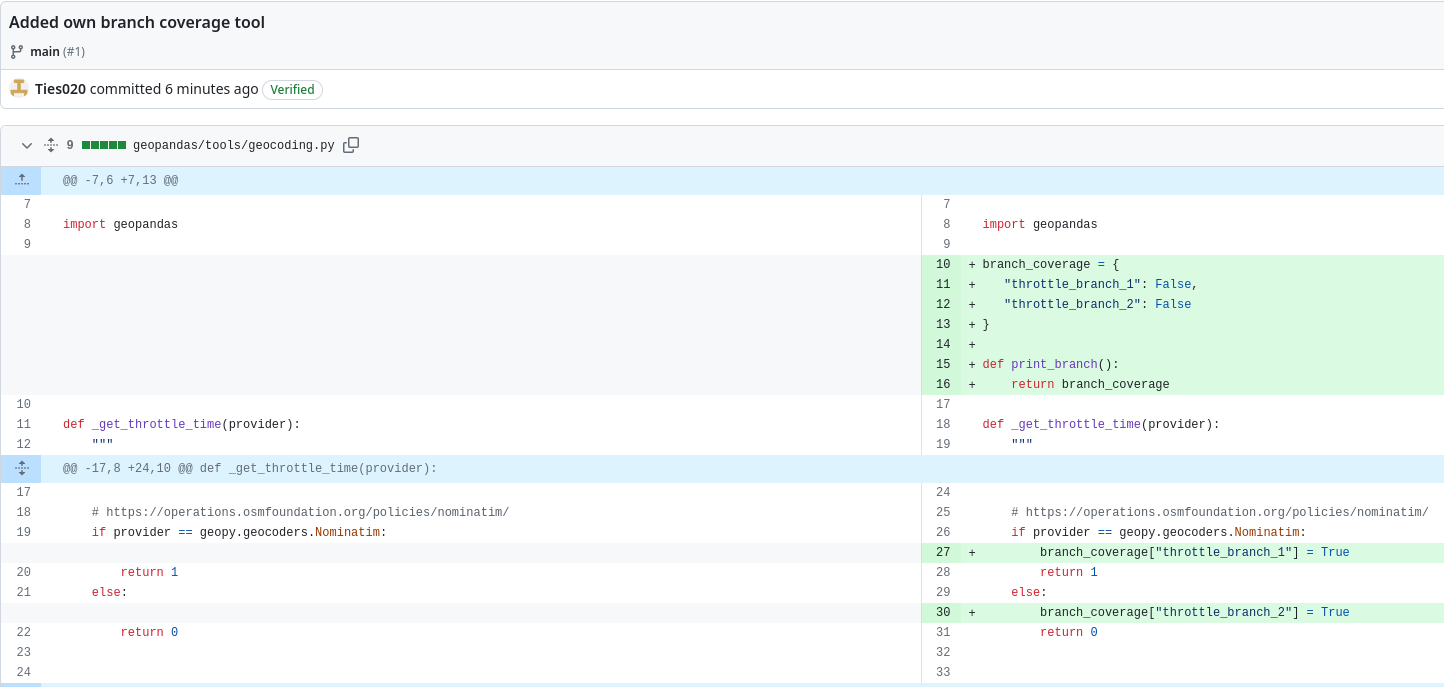 Added own branch coverage tool
main (#1)
Ties020 committed 6 minutes ago Verified
9 geopandas/tools/geocoding.py
@@ -7,6 +7,13 @@
7 7
8 import geopandas 8 import geopandas
9 9
10 + branch_coverage = {
11 + "throttle_branch_1": False,
12 + "throttle_branch_2": False
13 + }
14 +
15 + def print_branch():
16 + return branch_coverage
10 17
11 def _get_throttle_time(provider): 18 def _get_throttle_time(provider):
12 """ 19 """
@@ -17,8 +24,10 @@ def _get_throttle_time(provider):
17 24
18 # https://operations.osmfoundation.org/policies/nominatim/ 25 # https://operations.osmfoundation.org/policies/nominatim/
19 if provider == geopy.geocoders.Nominatim: 26 if provider == geopy.geocoders.Nominatim:
27 + branch_coverage["throttle_branch_1"] = True
20 return 1 28 return 1
21 else: 29 else:
30 + branch_coverage["throttle_branch_2"] = True
22 return 0 31 return 0
23 32
24 33